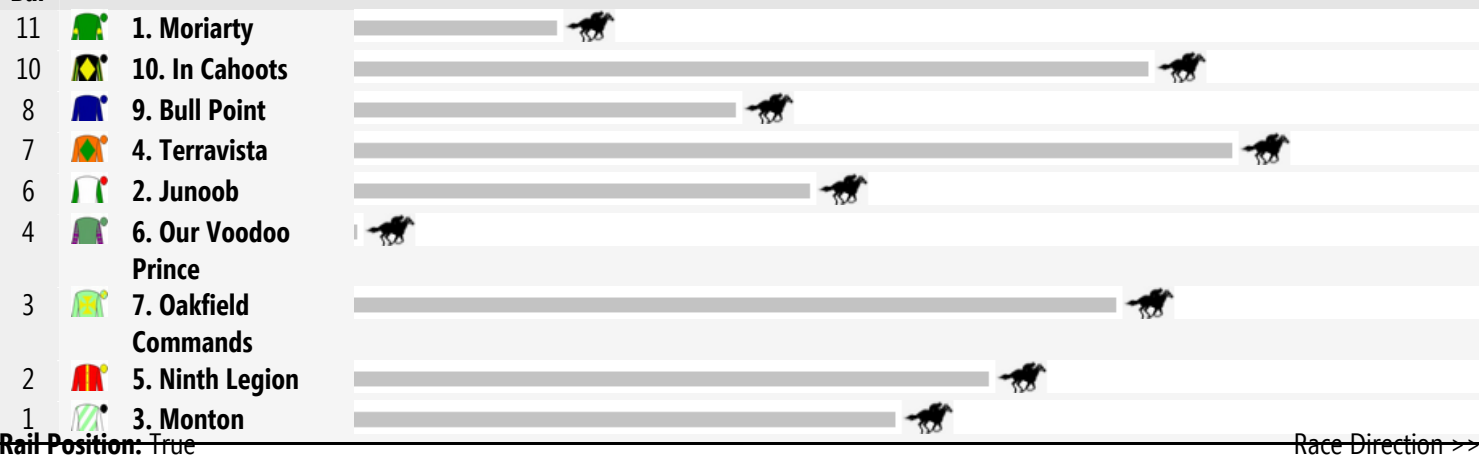 Bar
11 1. Moriarty
10 10. In Cahoots
8 9. Bull Point
7 4. Terravista
6 2. Junoob
4 6. Our Voodoo
Prince
3 7. Oakfield
Commands
2 5. Ninth Legion
1 3. Monton
Rail Position: True Race Direction >>